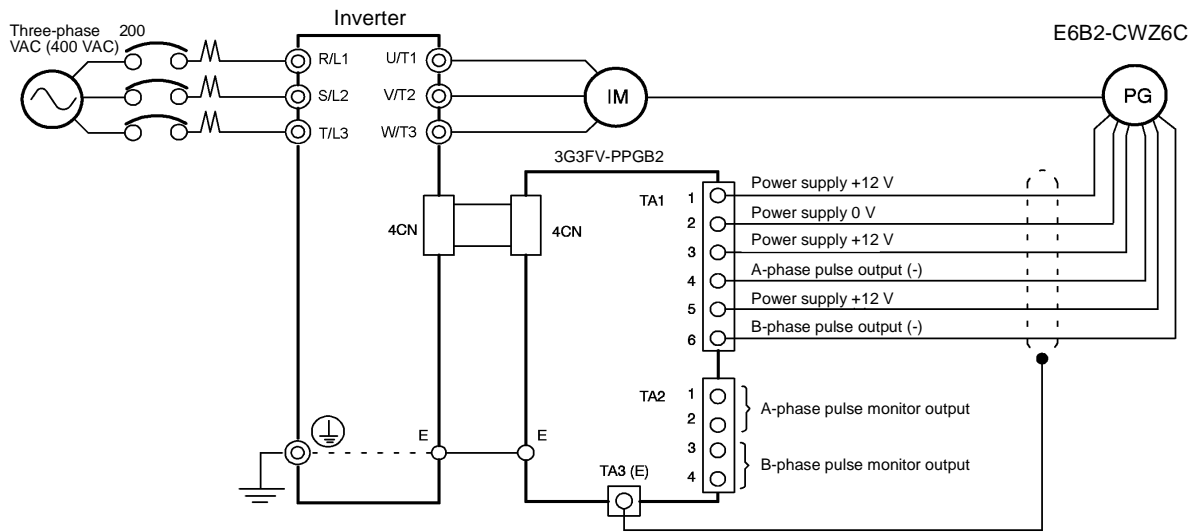 Inverter
Three-phase 200
VAC (400 VAC)
E6B2-CWZ6C
R/L1
U/T1
S/L2
V/T2
IM
PG
T/L3
W/T3
3G3FV-PPGB2
TA1
1
Power supply +12 V
2
Power supply 0 V
4CN
4CN
3
Power supply +12 V
4
A-phase pulse output (-)
5
Power supply +12 V
6
B-phase pulse output (-)
TA2
1
2
A-phase pulse monitor output
E
E
3
4
B-phase pulse monitor output
TA3 (E)